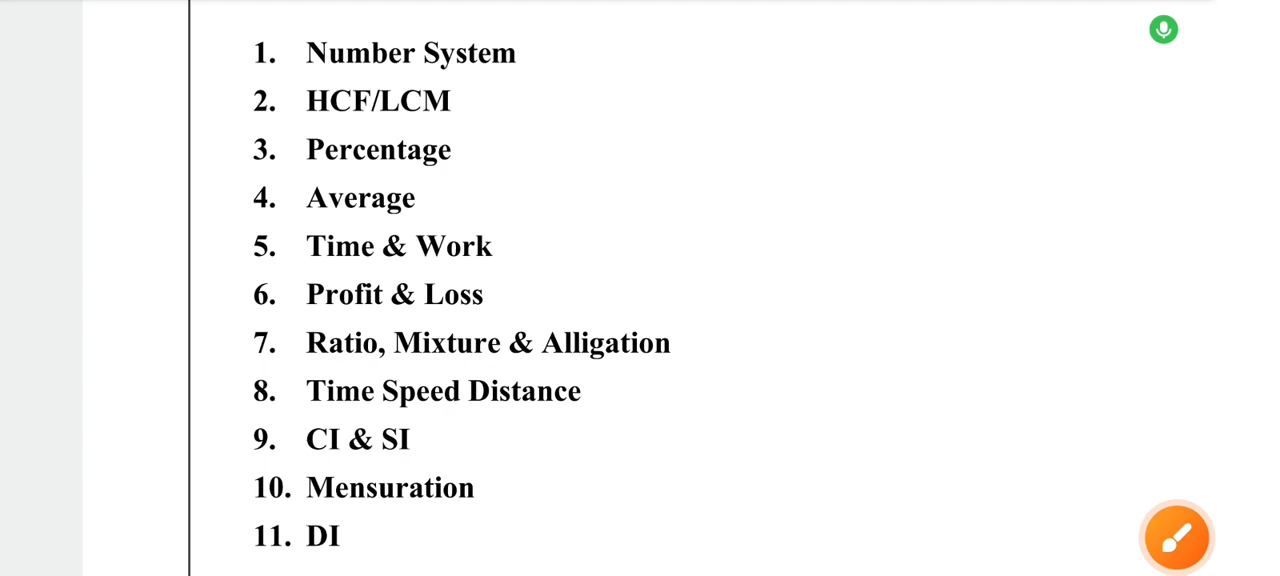 1. Number System
2. HCF/LCM
3. Percentage
4. Average
5. Time & Work
6. Profit & Loss
7. Ratio, Mixture & Alligation
8. Time Speed Distance
9. CI & SI
10. Mensuration
11. DI